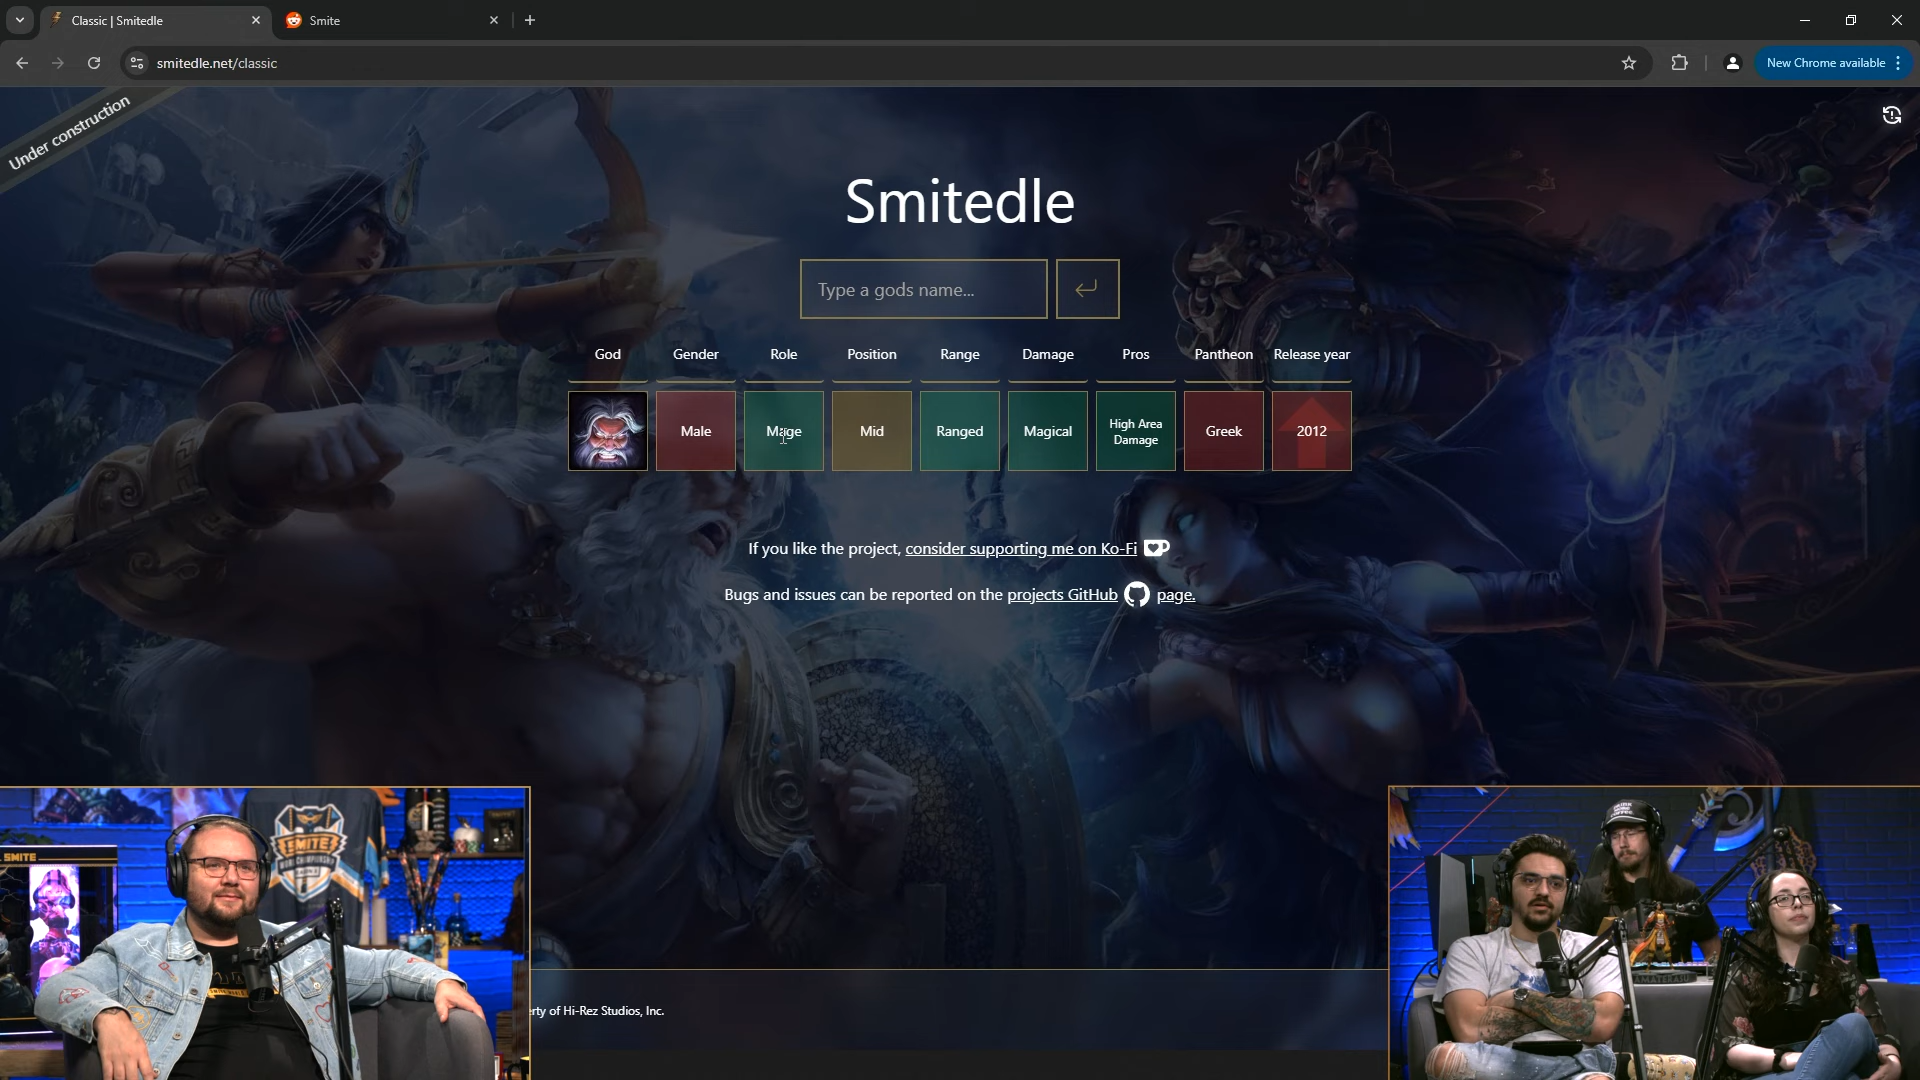 Classic | Smitedle
Smite
smitedle.net/classic
New Chrome available
Under construction
Smitedle
Type a gods name...
God Gender Role Position Range Damage Pros Pantheon Release year
Male Mage Mid Ranged Magical High Area Damage Greek 2012
If you like the project, consider supporting me on Ko-Fi
Bugs and issues can be reported on the projects GitHub page.
SMITE
SMITE
rty of Hi-Rez Studios, Inc.